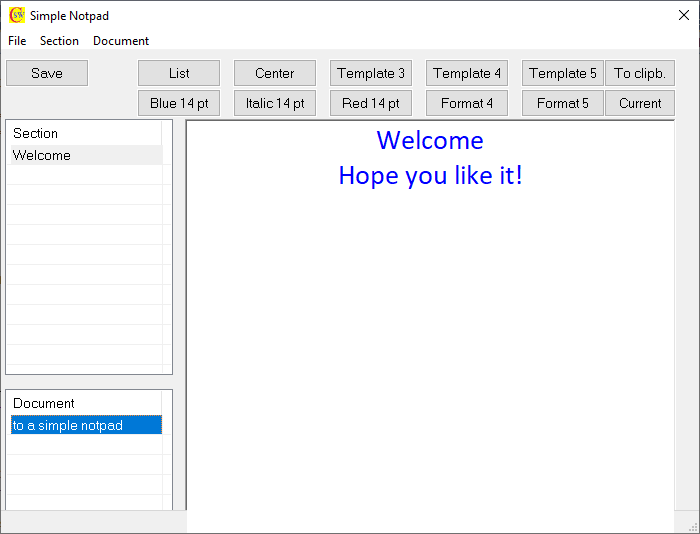 Simple Notpad
File Section Document
Save List Center Template 3 Template 4 Template 5 To clipb.
Blue 14 pt Italic 14 pt Red 14 pt Format 4 Format 5 Current
Section
Welcome
Document
to a simple notpad
Welcome
Hope you like it!